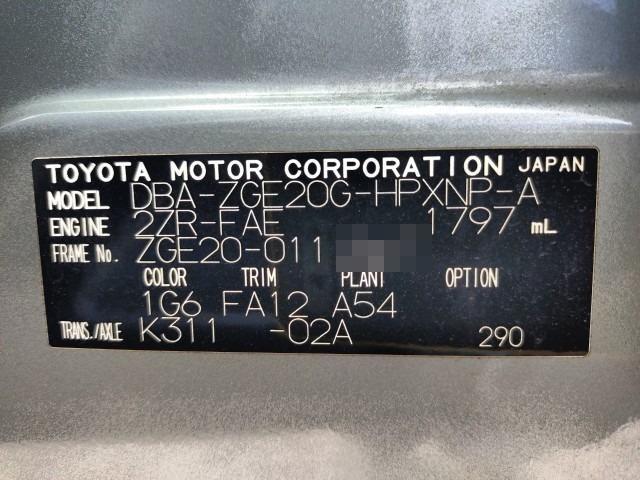 TOYOTA MOTOR CORPORATION JAPAN
MODEL DBA-ZGE20G-HPXNP-A
ENGINE 2ZR-FAE 1797 mL
FRAME No. ZGE20-011
COLOR TRIM PLANT OPTION
1G6 FA12 A54
TRANS./AXLE K311 -02A 290